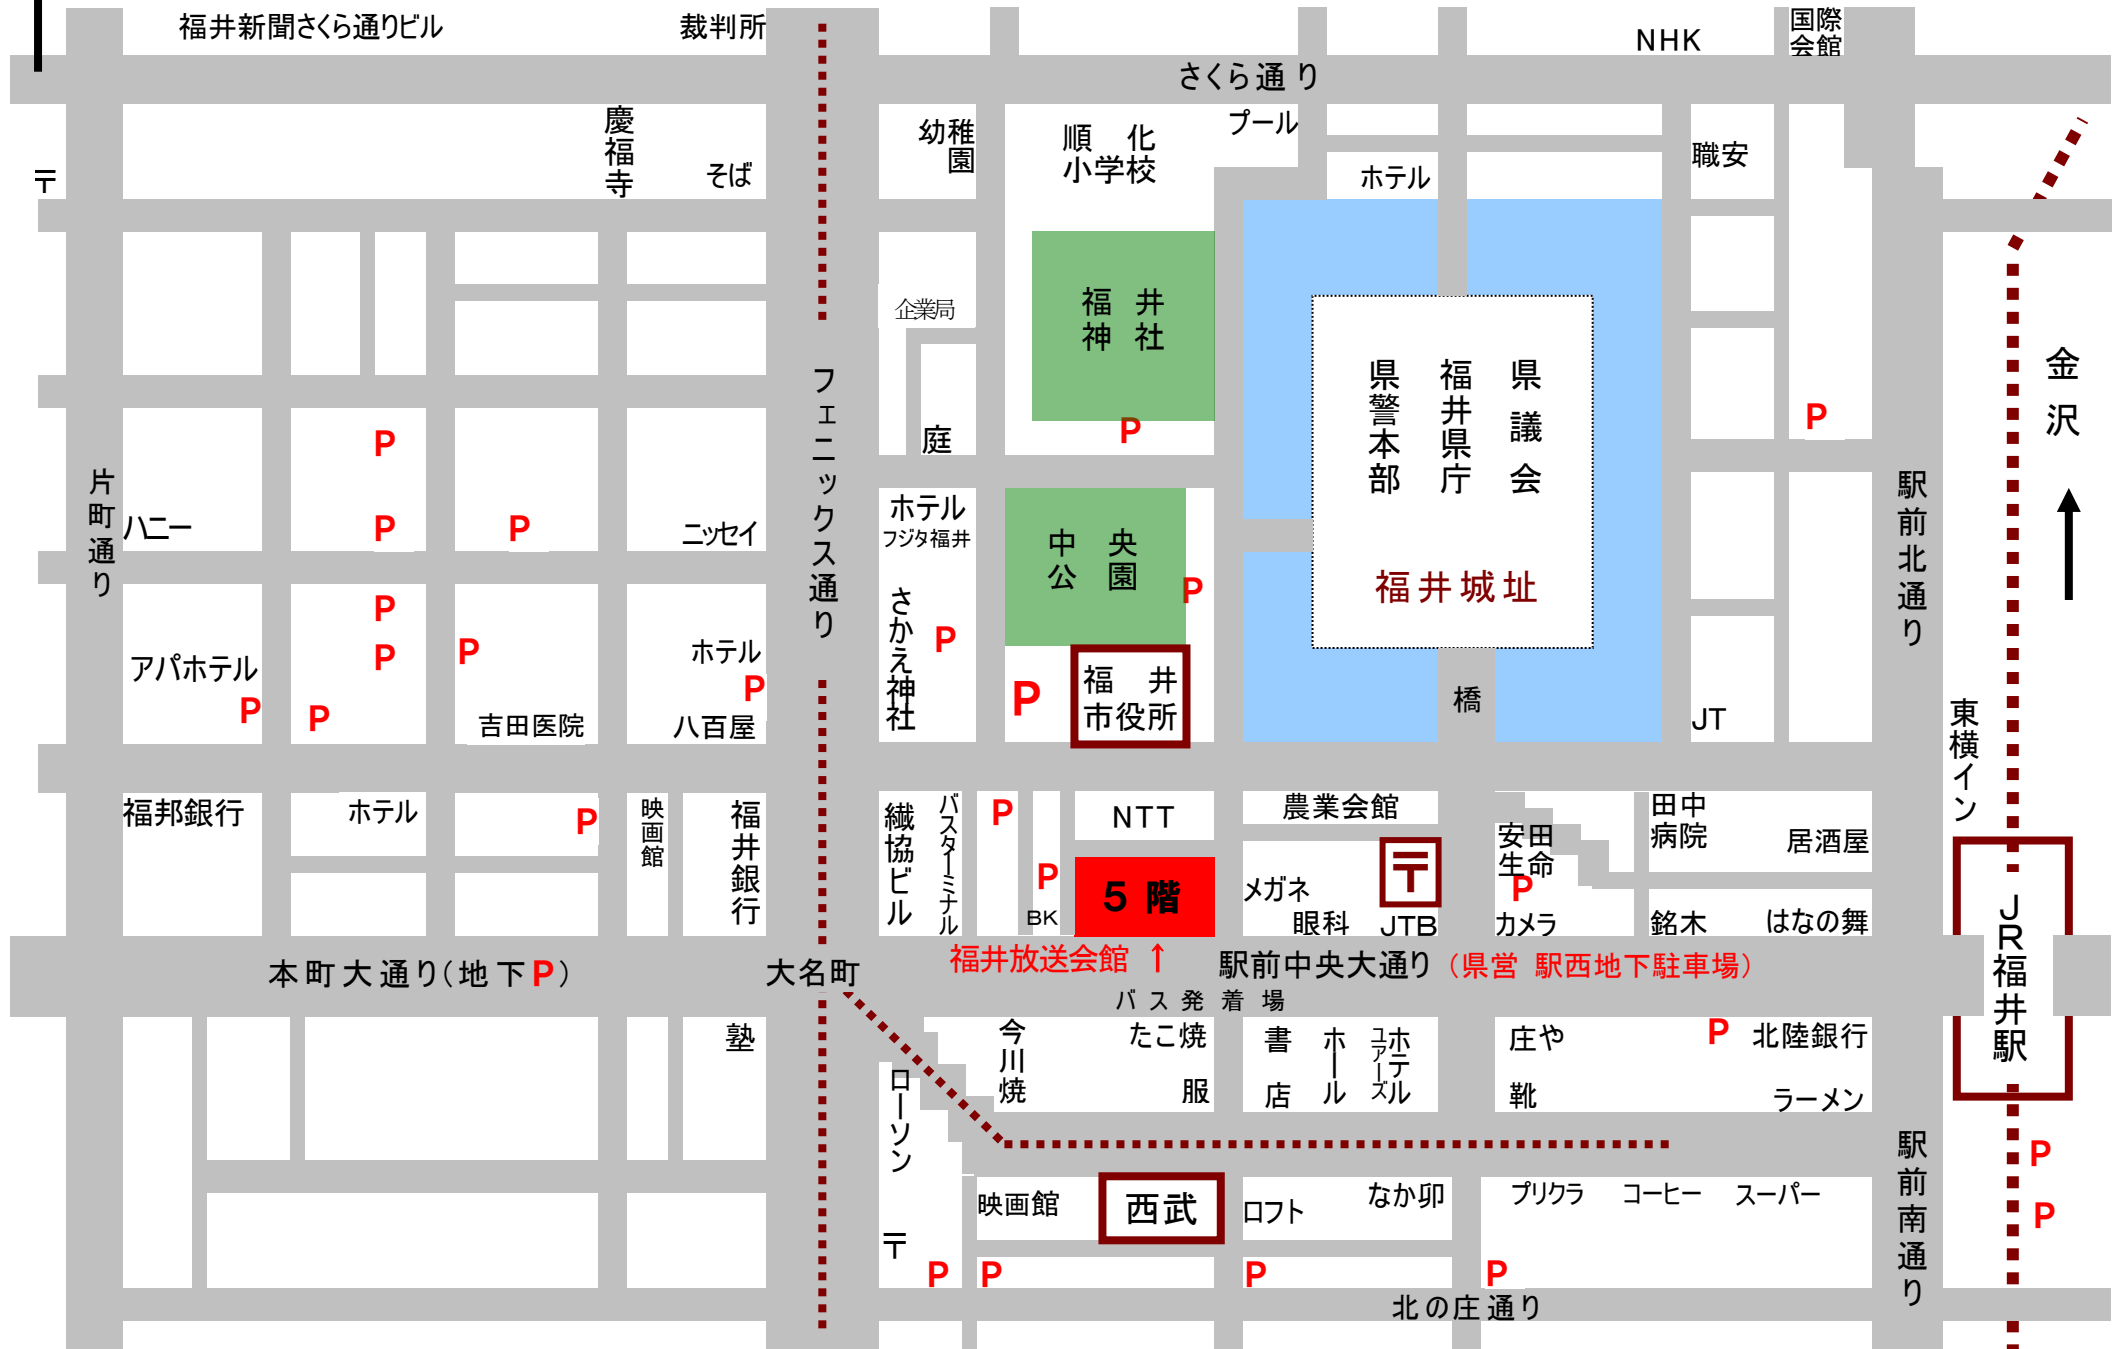 福井新聞さくら通りビル
裁判所
NHK
国際
会館
さくら通り
慶福寺
そば
幼稚
園
順化
小学校
プール
ホテル
職安
〒
企業局
福井
神社
P
庭
県議会
福井県庁
県警本部
福井城址
P
金沢
フェニックス通り
片町通り
駅前北通り
P
ハニー
P
P
ニッセイ
ホテル
フジタ福井
中央
公園
P
さかえ神社
P
P
P
P
アパホテル
P
P
吉田医院
ホテル
P
八百屋
P
福井
市役所
橋
JT
東横イン
福邦銀行
ホテル
P
映画館
福井銀行
繊協ビル
バスターミナル
P
P
BK
NTT
5階
農業会館
メガネ
眼科
〒
JTB
安田
生命
P
カメラ
田中
病院
居酒屋
銘木
はなの舞
JR福井駅
本町大通り(地下P)
大名町
福井放送会館 ↑
駅前中央大通り
(県営 駅西地下駐車場)
バス発着場
塾
ローソン
今川焼
たこ焼
服
書店
ホール
ホテル
ユアーズ
庄や
靴
P
北陸銀行
ラーメン
駅前南通り
P
P
映画館
西武
ロフト
なか卯
プリクラ
コーヒー
スーパー
〒
P
P
P
P
北の庄通り